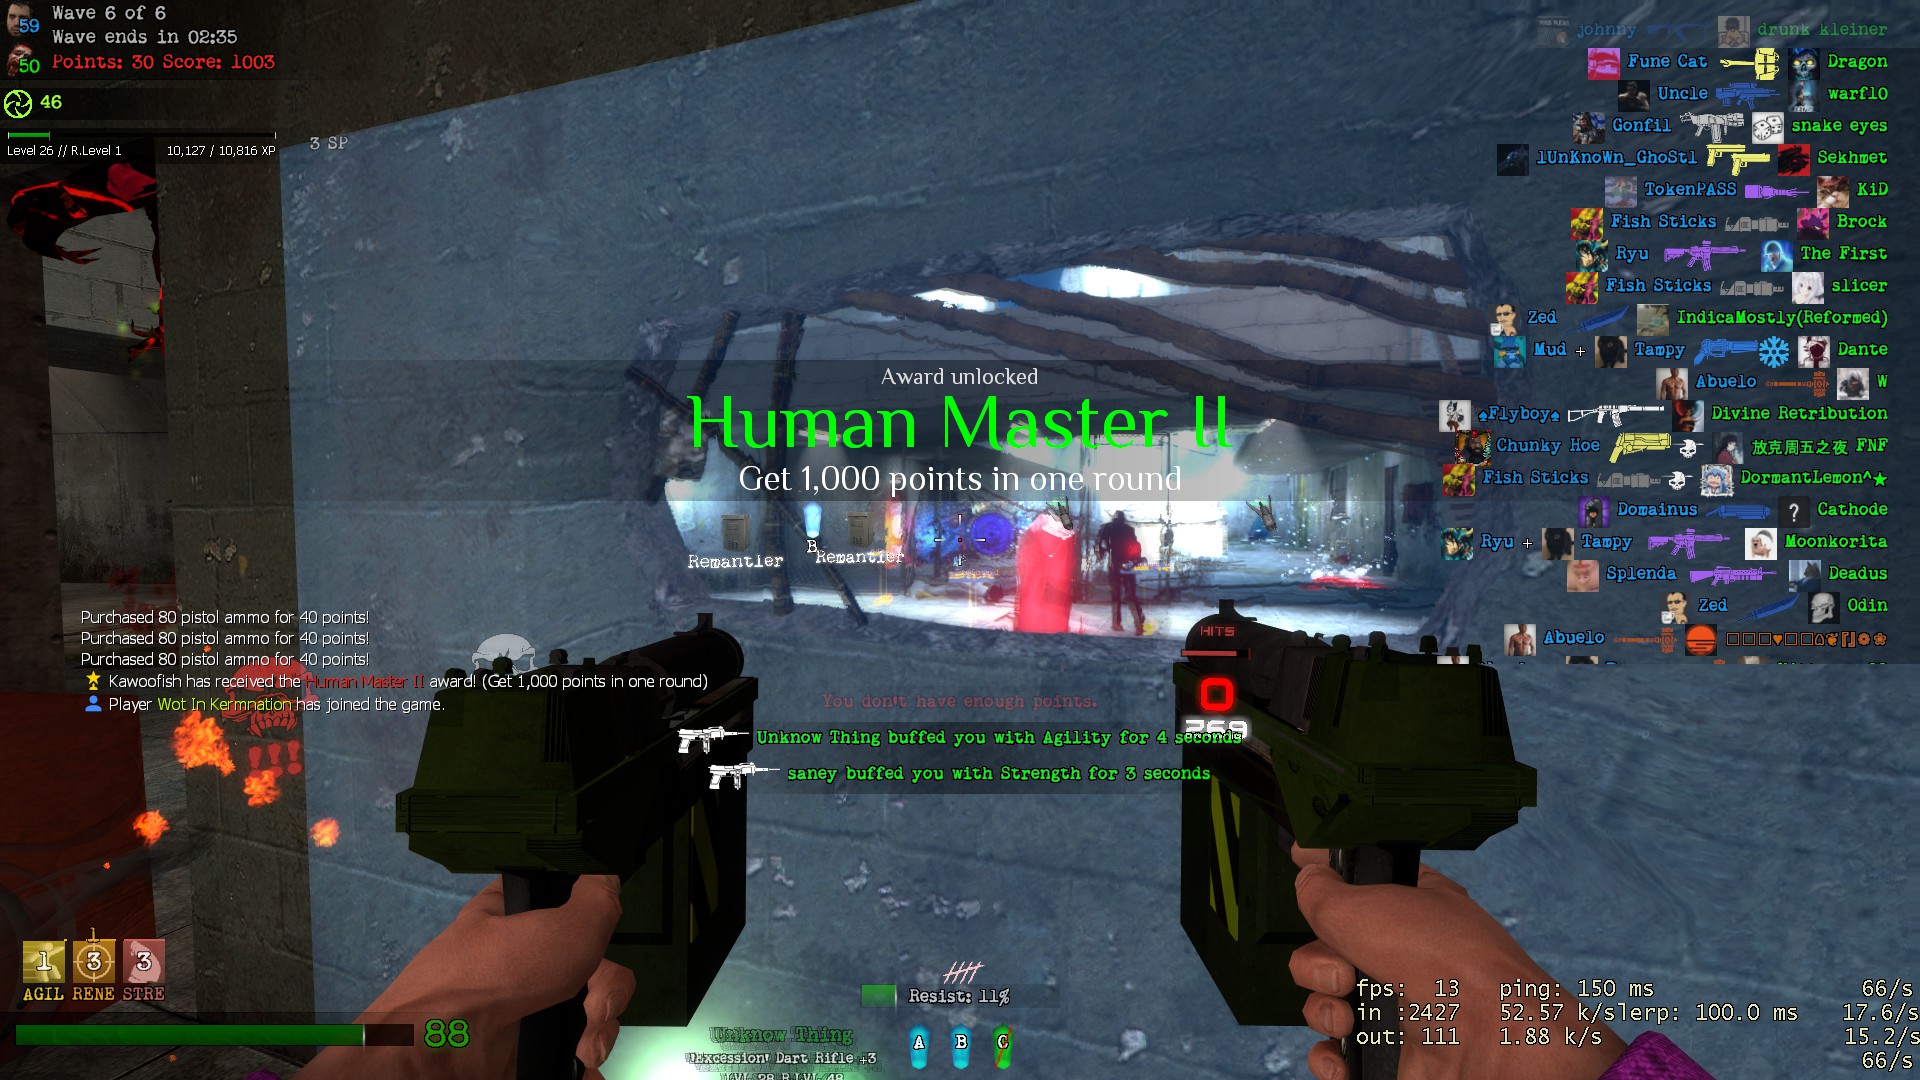 59
Wave 6 of 6
Wave ends in 02:35
50
Points: 30 Score: 1003
46
Level 26 // R.Level 1
10,127 / 10,816 XP
3 SP
johnny drunk kleiner
Fune Cat Dragon
Uncle warfl0
Gonfil snake eyes
1UnKnoWn_GhoSt1 Sekhmet
TokenPASS KiD
Fish Sticks Brock
Ryu The First
Fish Sticks slicer
Zed IndicaMostly(Reformed)
Mud + Tampy Dante
Abuelo W
♠Flyboy♠ Divine Retribution
Chunky Hoe 放克周五之夜 FNF
Fish Sticks DormantLemon^★
Domainus ? Cathode
Ryu + Tampy Moonkorita
Splenda Deadus
Zed Odin
Abuelo
Award unlocked
Human Master II
Get 1,000 points in one round
B
Remantler
Remantler
Purchased 80 pistol ammo for 40 points!
Purchased 80 pistol ammo for 40 points!
Purchased 80 pistol ammo for 40 points!
Kawoofish has received the Human Master II award! (Get 1,000 points in one round)
Player Wot In Kermnation has joined the game.
HITS
269
You don't have enough points.
Unknow Thing buffed you with Agility for 4 seconds
saney buffed you with Strength for 3 seconds
1
1 3 3
AGIL RENE STRE
88
Resist: 11%
A B C
Unknow Thing
'Excession' Dart Rifle +3
LVL 28 R.LVL 48
fps: 13 ping: 150 ms 66/s
in :2427 52.57 k/s lerp: 100.0 ms 17.6/s
out: 111 1.88 k/s 15.2/s
66/s